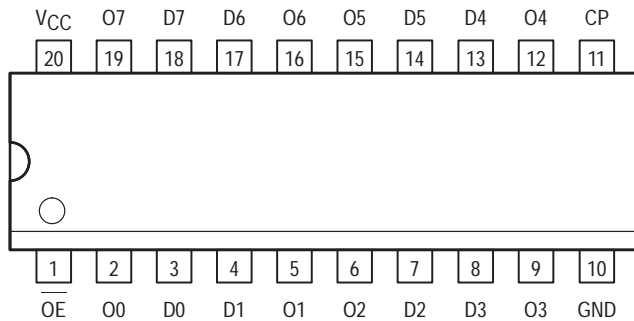 VCC O7 D7 D6 O6 O5 D5 D4 O4 CP
20 19 18 17 16 15 14 13 12 11
1 2 3 4 5 6 7 8 9 10
OE O0 D0 D1 O1 O2 D2 D3 O3 GND